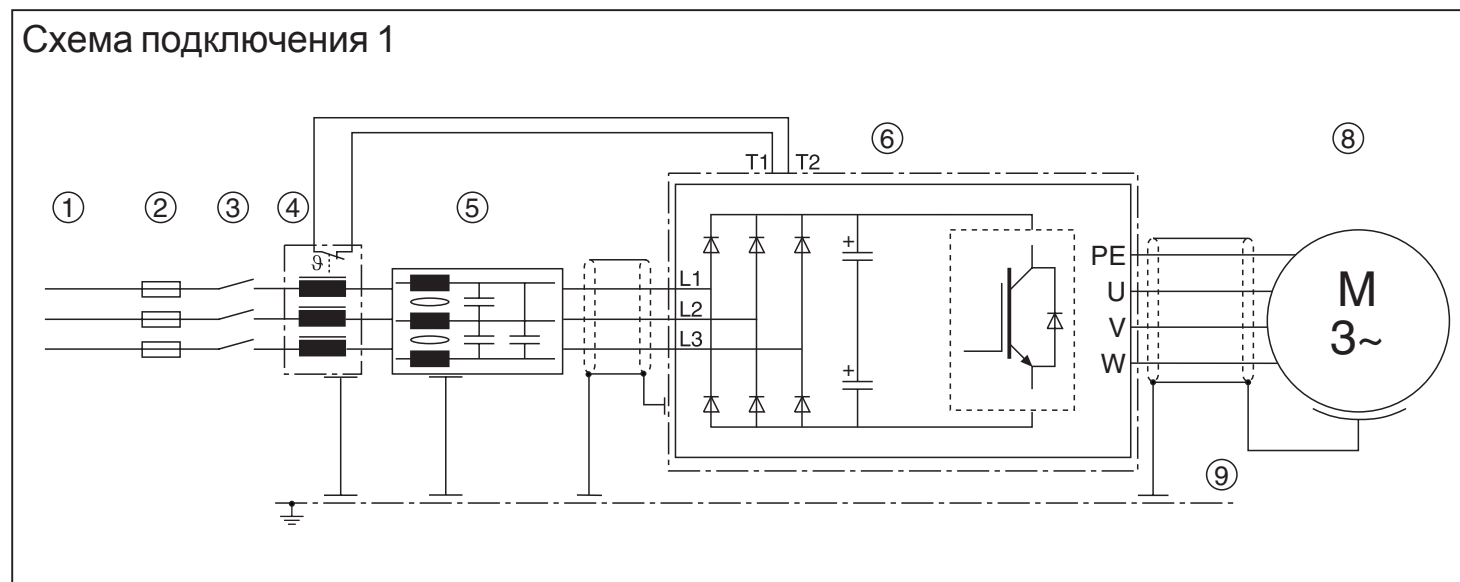 Схема подключения 1
⑥
⑧
T1 T2
① ② ③ ④ ⑤
ϑ
+
PE
M
3~
L1
U
L2
V
L3
W
+
⑨